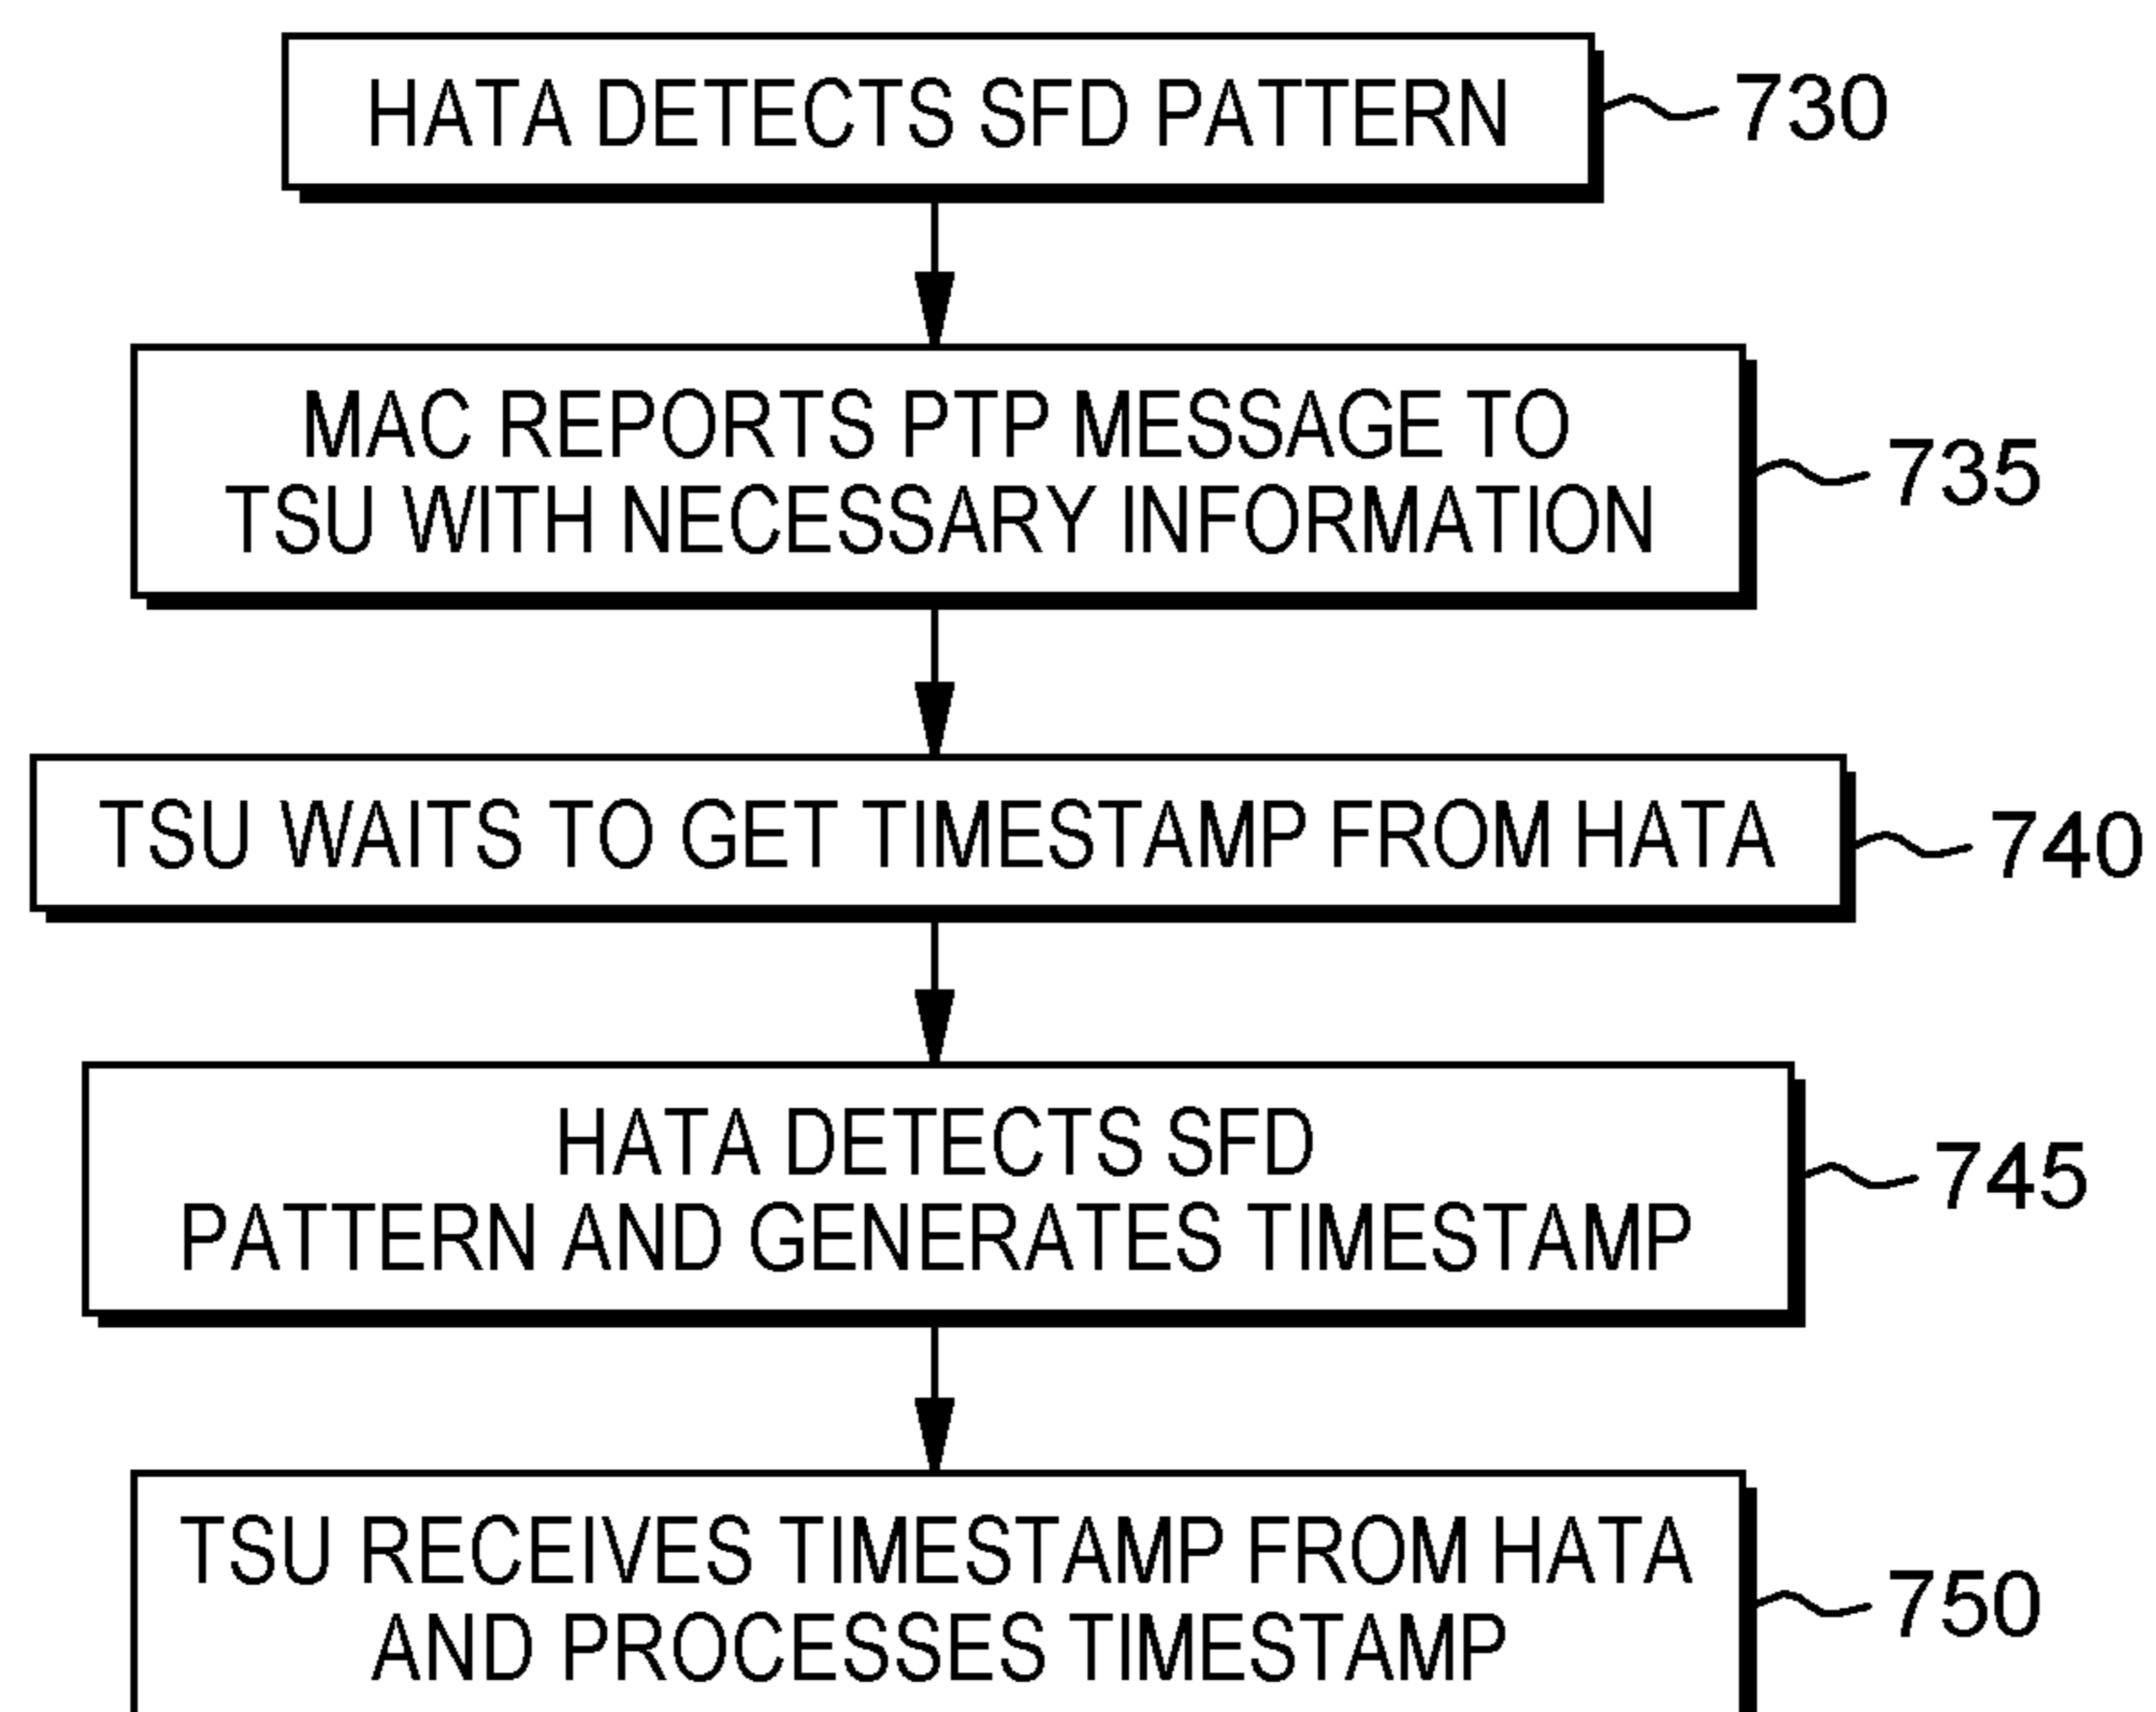 HATA DETECTS SFD PATTERN
730
MAC REPORTS PTP MESSAGE TO
TSU WITH NECESSARY INFORMATION
735
TSU WAITS TO GET TIMESTAMP FROM HATA
740
HATA DETECTS SFD
PATTERN AND GENERATES TIMESTAMP
745
TSU RECEIVES TIMESTAMP FROM HATA
AND PROCESSES TIMESTAMP
750